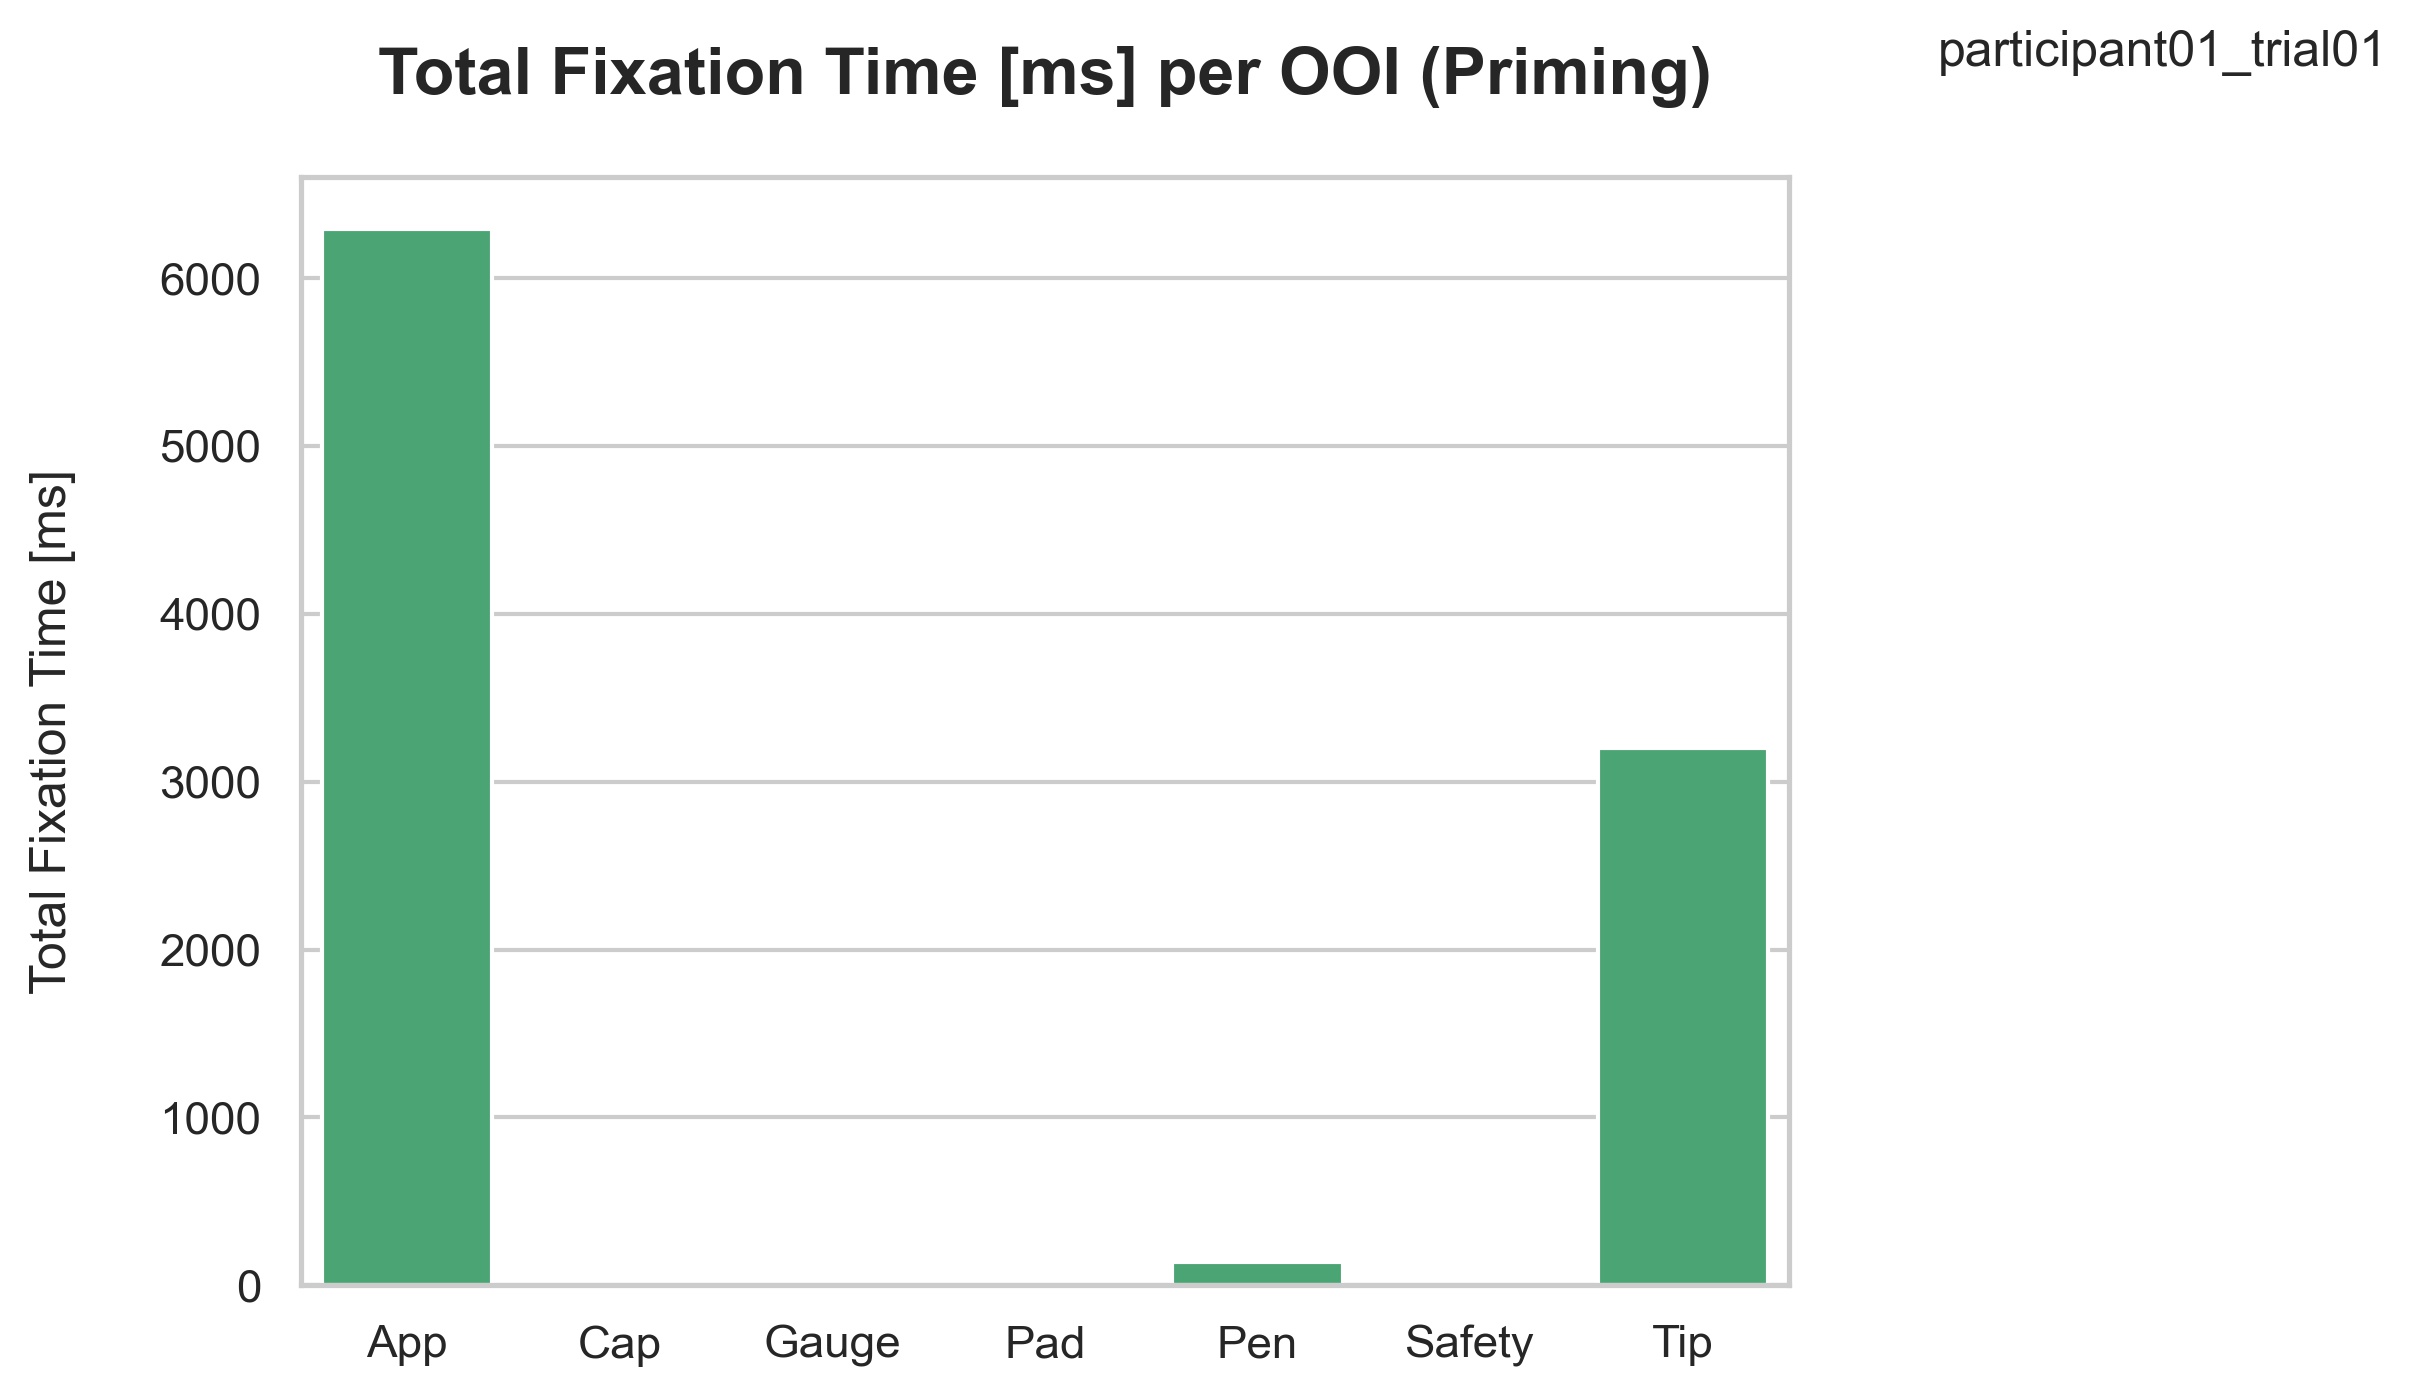 participant01_trial01
Total Fixation Time [ms] per OOI (Priming)
Total Fixation Time [ms]
6000
5000
4000
3000
2000
1000
0
App Cap Gauge Pad Pen Safety Tip